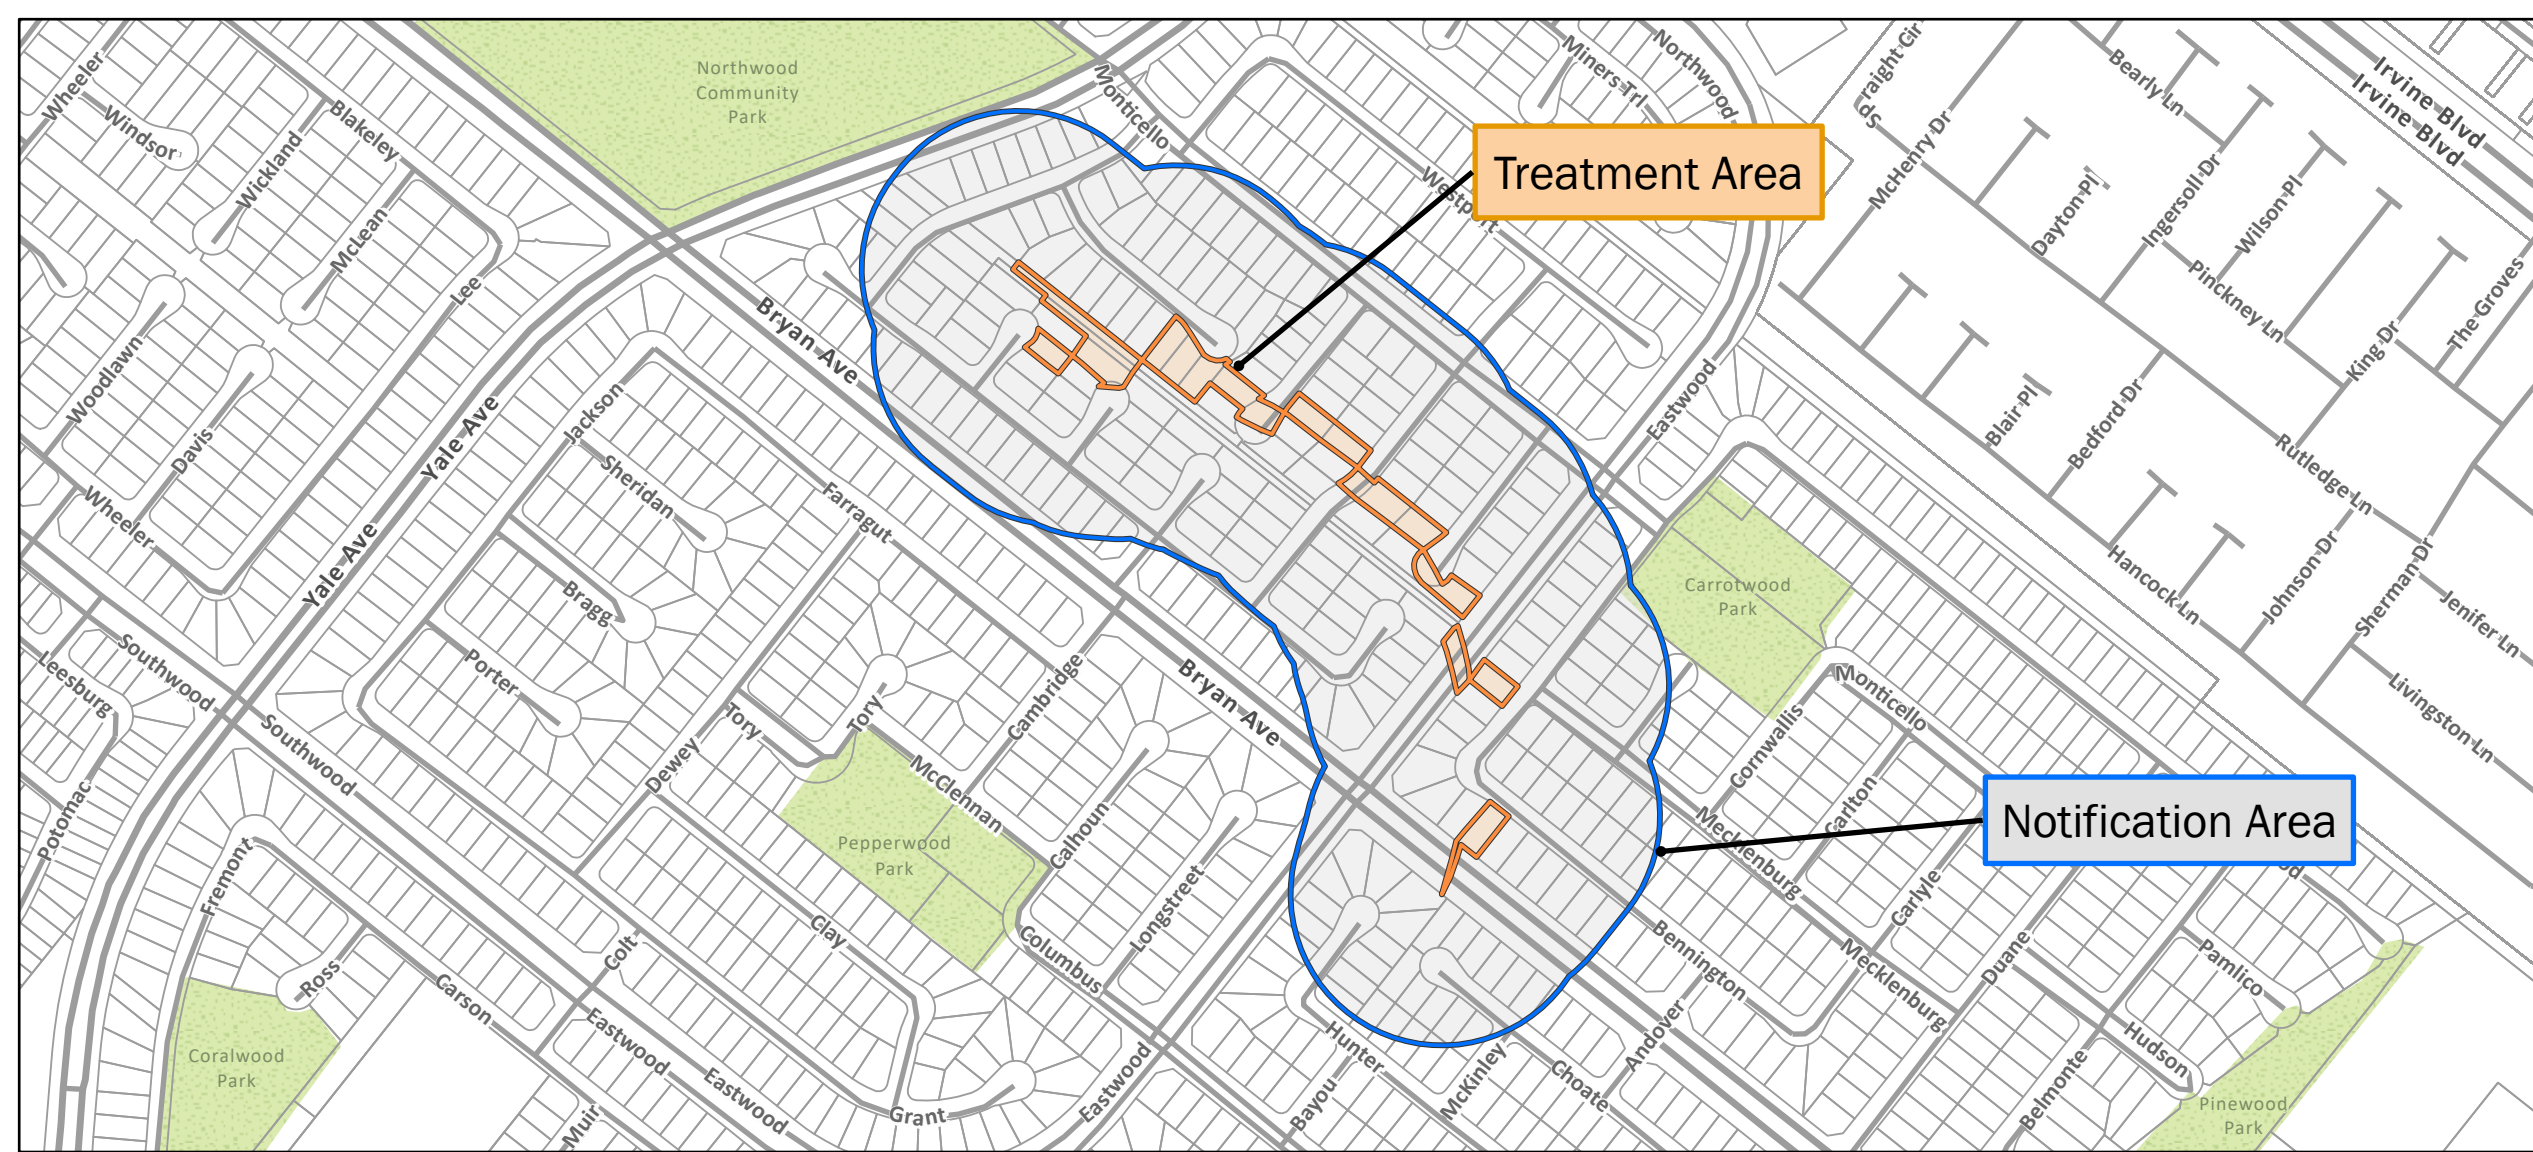 Wheeler
Windsor
Wickland
Blakeley
McLean
Lee
Northwood
Community
Park
Monticello
Miners Trl
Northwood
Westport
Treatment Area
raight Cir
Sp
McHenry Dr
Bearly Ln
Irvine Blvd
Irvine Blvd
Ingersoll Dr
Dayton Pl
Wilson Pl
Pinckney Ln
King Dr
The Groves
Woodlawn
Davis
Wheeler
Yale Ave
Yale Ave
Jackson
Sheridan
Bragg
Porter
Bryan Ave
Farragut
Eastwood
Blair Pl
Bedford Dr
Rutledge Ln
Hancock Ln
Johnson Dr
Sherman Dr
Jenifer Ln
Livingston Ln
Carrotwood
Park
Leesburg
Southwood
Southwood
Potomac
Tory
Tory
Dewey
Cambridge
McClennan
Calhoun
Longstreet
Columbus
Bryan Ave
Pepperwood
Park
Monticello
Cornwallis
Carlton
Mecklenburg
Carlyle
Notification Area
od
Fremont
Ross
Carson
Colt
Clay
Eastwood
Eastwood
Grant
Muir
Coralwood
Park
Eastwood
Hunter
Bayou
McKinley
Choate
Andover
Bennington
Mecklenburg
Duane
Belmonte
Hudson
Pamlico
Pinewood
Park